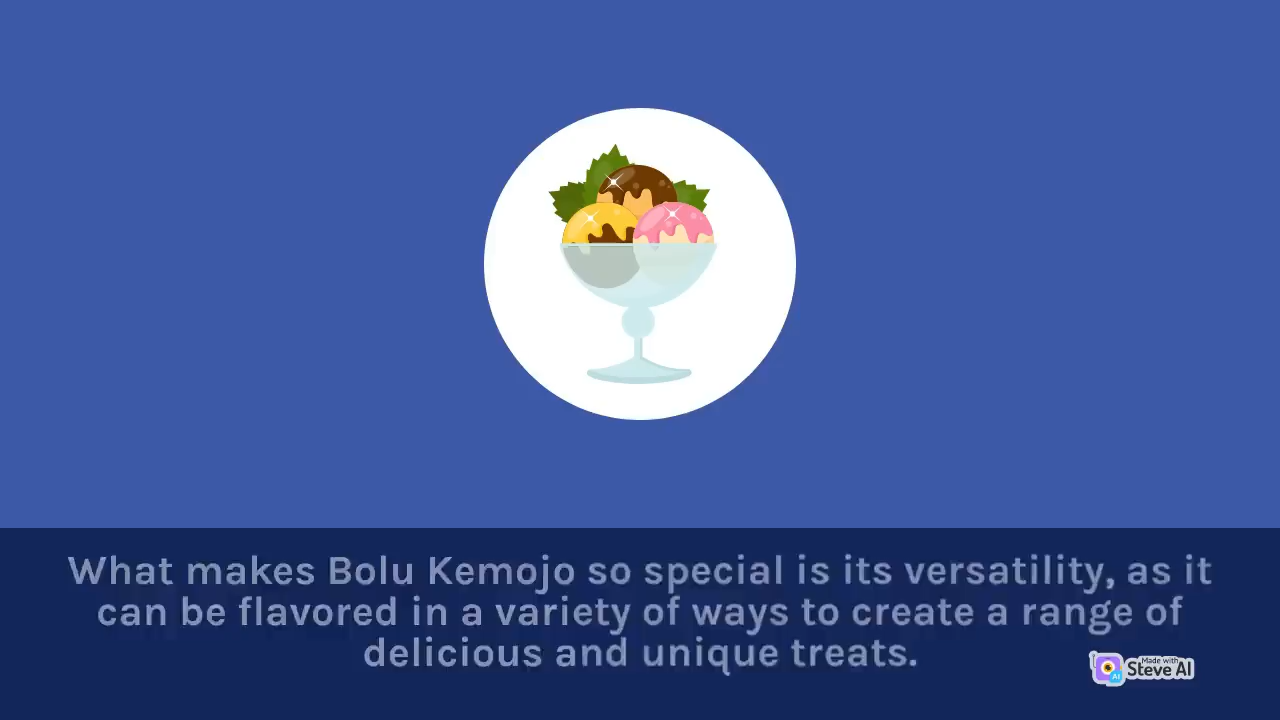 What makes Bolu Kemojo so special is its versatility, as it
can be flavored in a variety of ways to create a range of
delicious and unique treats.
Made with
Steve AI
AI